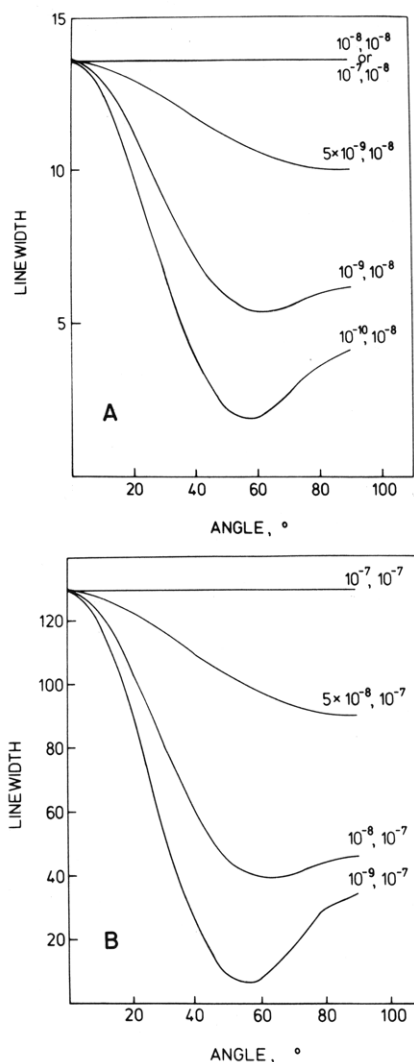 15
10⁻⁸, 10⁻⁸
or
10⁻⁷, 10⁻⁸
5×10⁻⁹, 10⁻⁸
10
LINEWIDTH
10⁻⁹, 10⁻⁸
5
10⁻¹⁰, 10⁻⁸
A
20 40 60 80 100
ANGLE, °
10⁻⁷, 10⁻⁷
120
5 × 10⁻⁸, 10⁻⁷
100
80
LINEWIDTH
60
10⁻⁸, 10⁻⁷
40
10⁻⁹, 10⁻⁷
20
B
20 40 60 80 100
ANGLE, °